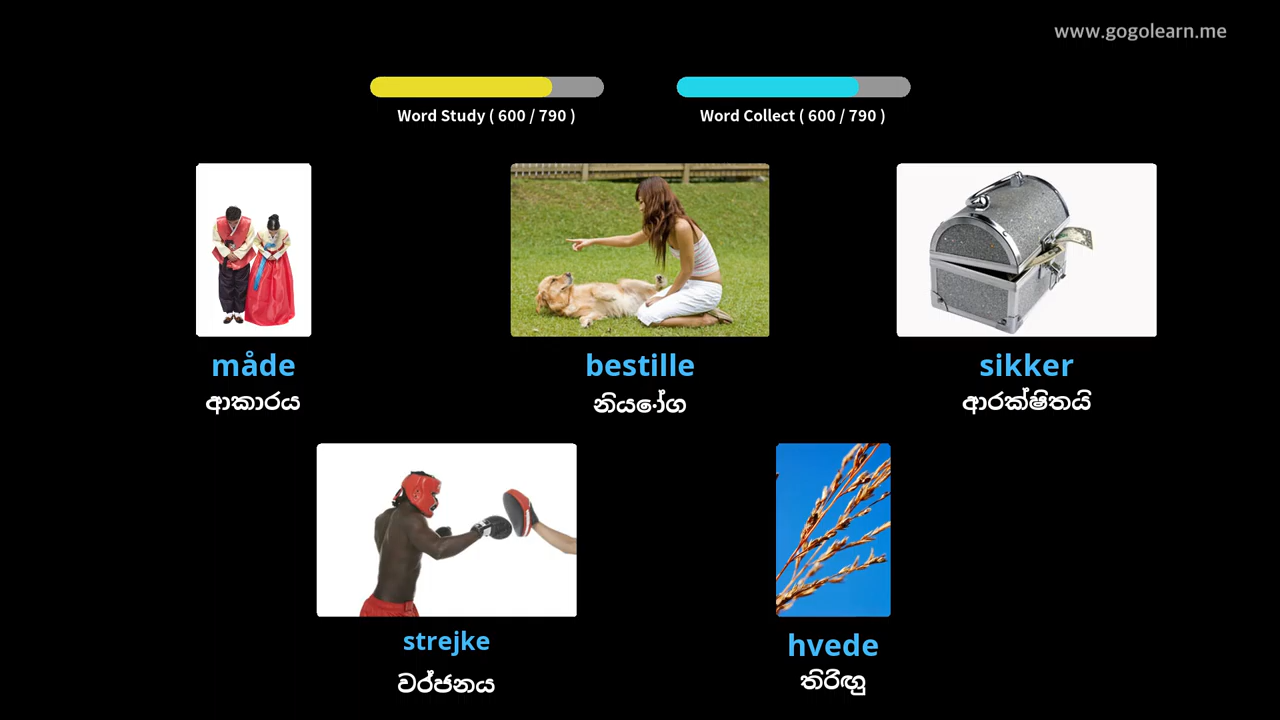 www.gogolearn.me
Word Study ( 600 / 790 )
Word Collect ( 600 / 790 )
måde
ආකාරය
bestille
නියෝග
sikker
ආරක්ෂිතයි
strejke
වර්ජනය
hvede
තිරිඟු